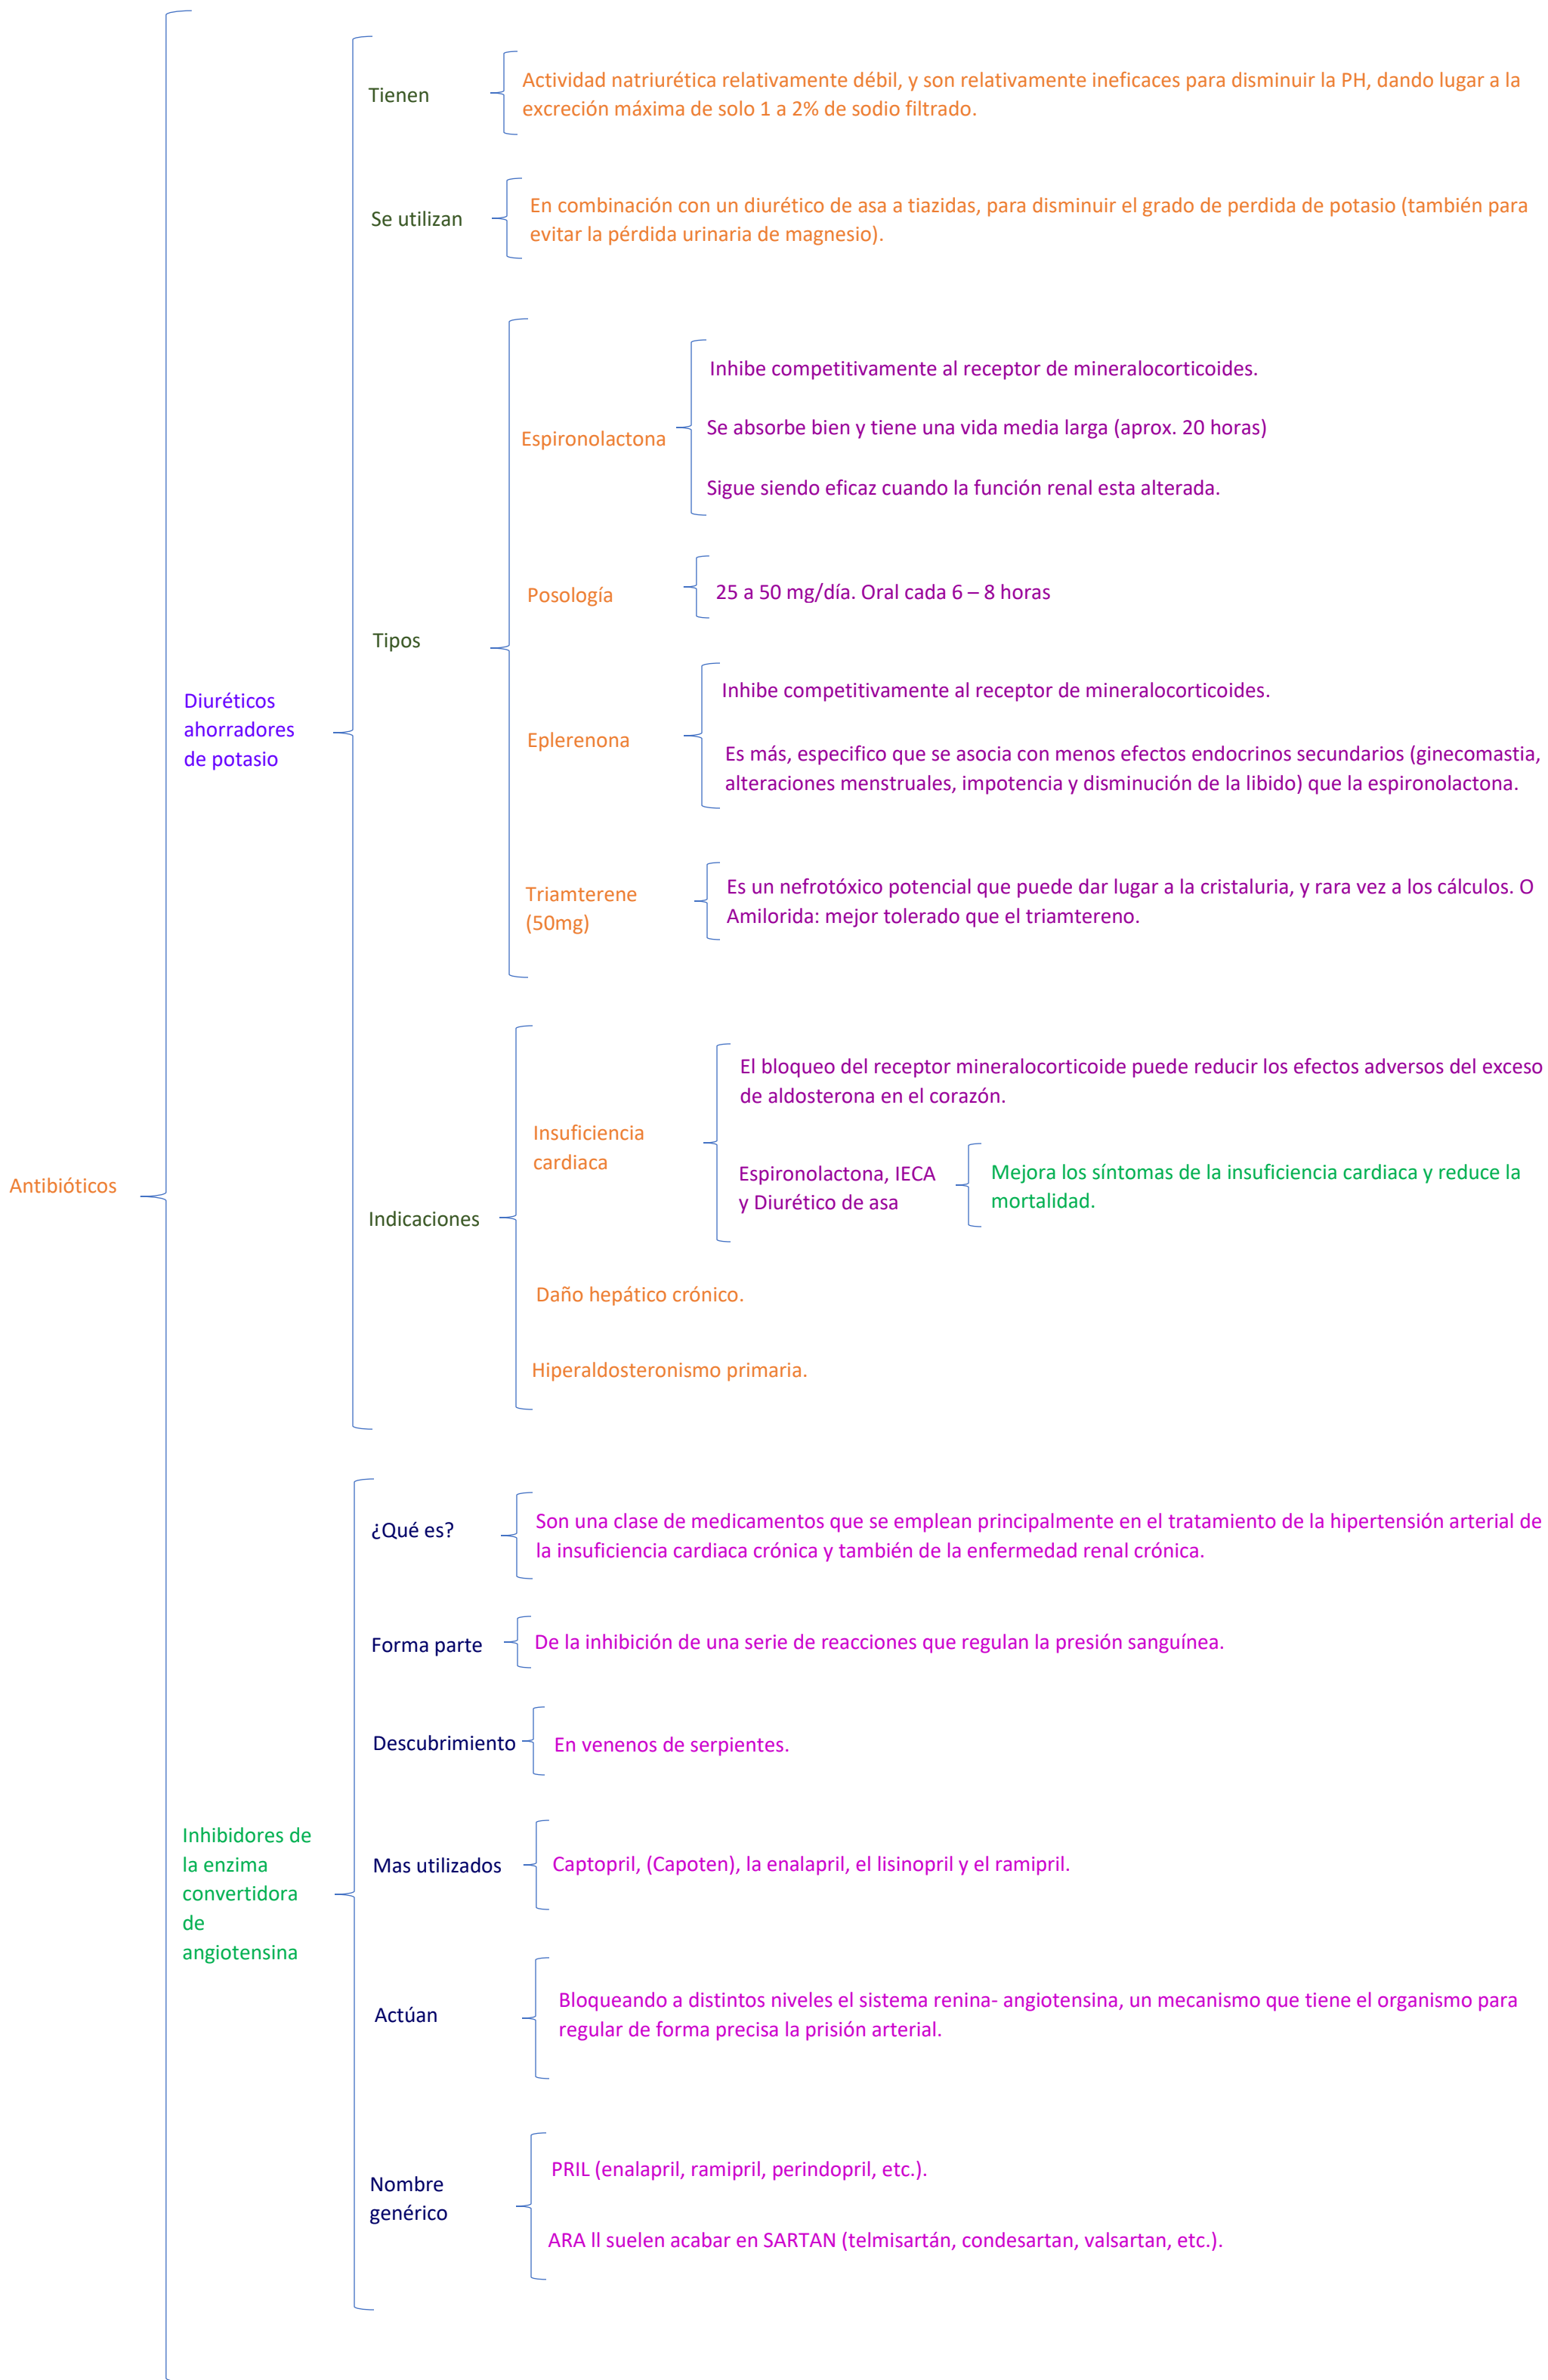 Tienen
Actividad natriurética relativamente débil, y son relativamente ineficaces para disminuir la PH, dando lugar a la
excreción máxima de solo 1 a 2% de sodio filtrado.
Se utilizan
En combinación con un diurético de asa a tiazidas, para disminuir el grado de perdida de potasio (también para
evitar la pérdida urinaria de magnesio).
Inhibe competitivamente al receptor de mineralocorticoides.
Espironolactona
Se absorbe bien y tiene una vida media larga (aprox. 20 horas)
Sigue siendo eficaz cuando la función renal esta alterada.
Posología
25 a 50 mg/día. Oral cada 6 – 8 horas
Tipos
Diuréticos
ahorradores
de potasio
Inhibe competitivamente al receptor de mineralocorticoides.
Eplerenona
Es más, especifico que se asocia con menos efectos endocrinos secundarios (ginecomastia,
alteraciones menstruales, impotencia y disminución de la libido) que la espironolactona.
Triamterene
(50mg)
Es un nefrotóxico potencial que puede dar lugar a la cristaluria, y rara vez a los cálculos. O
Amilorida: mejor tolerado que el triamtereno.
El bloqueo del receptor mineralocorticoide puede reducir los efectos adversos del exceso
de aldosterona en el corazón.
Insuficiencia
cardiaca
Espironolactona, IECA
y Diurético de asa
Mejora los síntomas de la insuficiencia cardiaca y reduce la
mortalidad.
Antibióticos
Indicaciones
Daño hepático crónico.
Hiperaldosteronismo primaria.
¿Qué es?
Son una clase de medicamentos que se emplean principalmente en el tratamiento de la hipertensión arterial de
la insuficiencia cardiaca crónica y también de la enfermedad renal crónica.
Forma parte
De la inhibición de una serie de reacciones que regulan la presión sanguínea.
Descubrimiento
En venenos de serpientes.
Inhibidores de
la enzima
convertidora
de
angiotensina
Mas utilizados
Captopril, (Capoten), la enalapril, el lisinopril y el ramipril.
Actúan
Bloqueando a distintos niveles el sistema renina- angiotensina, un mecanismo que tiene el organismo para
regular de forma precisa la prisión arterial.
Nombre
genérico
PRIL (enalapril, ramipril, perindopril, etc.).
ARA ll suelen acabar en SARTAN (telmisartán, condesartan, valsartan, etc.).